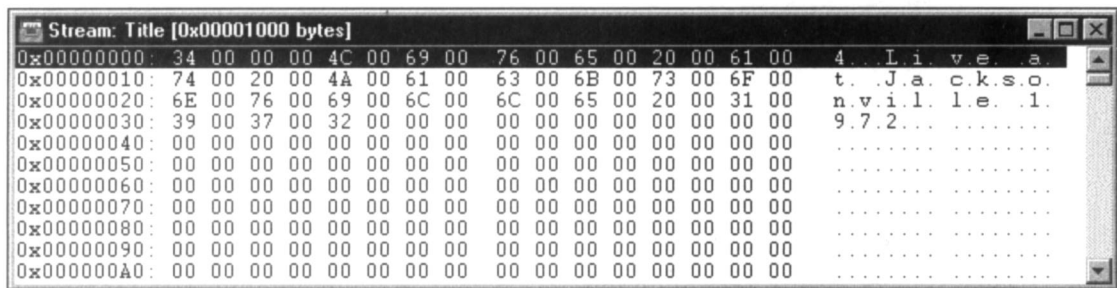 Stream: Title [0x00001000 bytes]
0x00000000: 34 00 00 00 4C 00 69 00 76 00 65 00 20 00 61 00 4...L.i. v.e. .a.
0x00000010: 74 00 20 00 4A 00 61 00 63 00 6B 00 73 00 6F 00 t. .J.a. c.k.s.o.
0x00000020: 6E 00 76 00 69 00 6C 00 6C 00 65 00 20 00 31 00 n.v.i.l. l.e. .1.
0x00000030: 39 00 37 00 32 00 00 00 00 00 00 00 00 00 00 00 9.7.2... ........
0x00000040: 00 00 00 00 00 00 00 00 00 00 00 00 00 00 00 00 ........ ........
0x00000050: 00 00 00 00 00 00 00 00 00 00 00 00 00 00 00 00 ........ ........
0x00000060: 00 00 00 00 00 00 00 00 00 00 00 00 00 00 00 00 ........ ........
0x00000070: 00 00 00 00 00 00 00 00 00 00 00 00 00 00 00 00 ........ ........
0x00000080: 00 00 00 00 00 00 00 00 00 00 00 00 00 00 00 00 ........ ........
0x00000090: 00 00 00 00 00 00 00 00 00 00 00 00 00 00 00 00 ........ ........
0x000000A0: 00 00 00 00 00 00 00 00 00 00 00 00 00 00 00 00 ........ ........